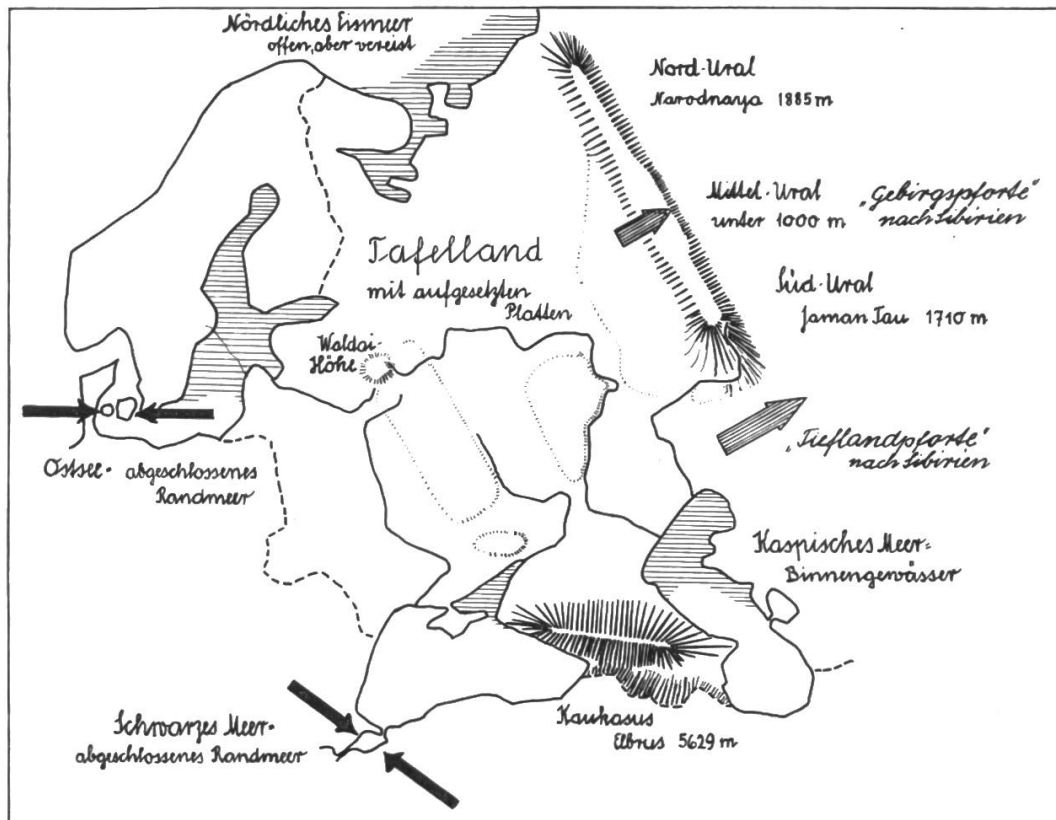 Nördliches Eismeer
offen, aber vereist
Nord-Ural
Narodnaya 1885 m
Mittel-Ural
unter 1000 m
„Gebirgspforte"
nach Sibirien
Tafelland
mit aufgesetzten
Platten
Süd-Ural
Jaman Tau 1710 m
Waldai-
Höhe
„Tieflandpforte"
nach Sibirien
Ostsee - abgeschlossenes
Randmeer
Kaspisches Meer -
Binnengewässer
Schwarzes Meer -
abgeschlossenes Randmeer
Kaukasus
Elbrus 5629 m